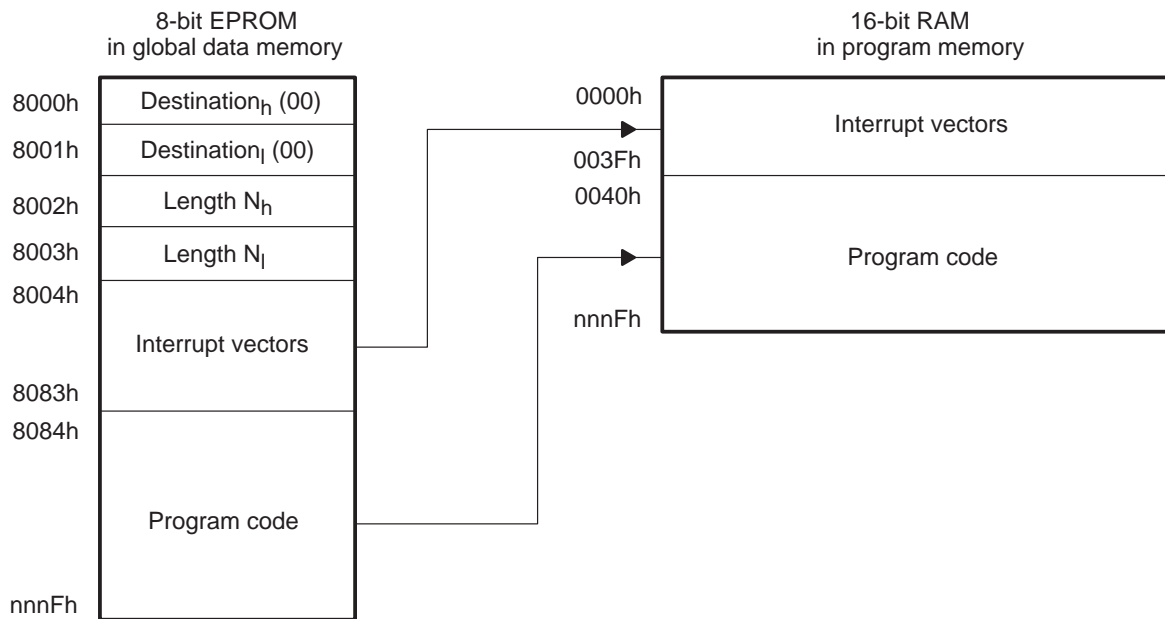 8-bit EPROM
in global data memory
8000h
Destinationh (00)
8001h
Destinationl (00)
8002h
Length Nh
8003h
Length Nl
8004h
Interrupt vectors
8083h
8084h
Program code
nnnFh
16-bit RAM
in program memory
0000h
Interrupt vectors
003Fh
0040h
Program code
nnnFh